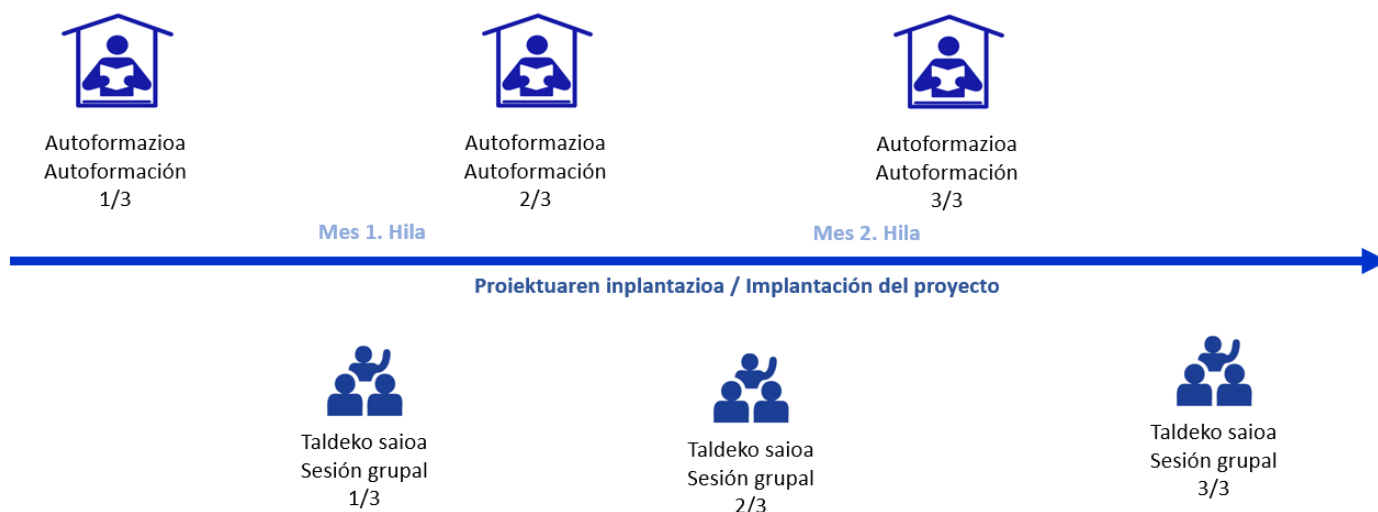 Autoformazioa
Autoformación
1/3
Autoformazioa
Autoformación
2/3
Autoformazioa
Autoformación
3/3
Mes 1. Hila
Mes 2. Hila
Proiektuaren inplantazioa / Implantación del proyecto
Taldeko saioa
Sesión grupal
1/3
Taldeko saioa
Sesión grupal
2/3
Taldeko saioa
Sesión grupal
3/3